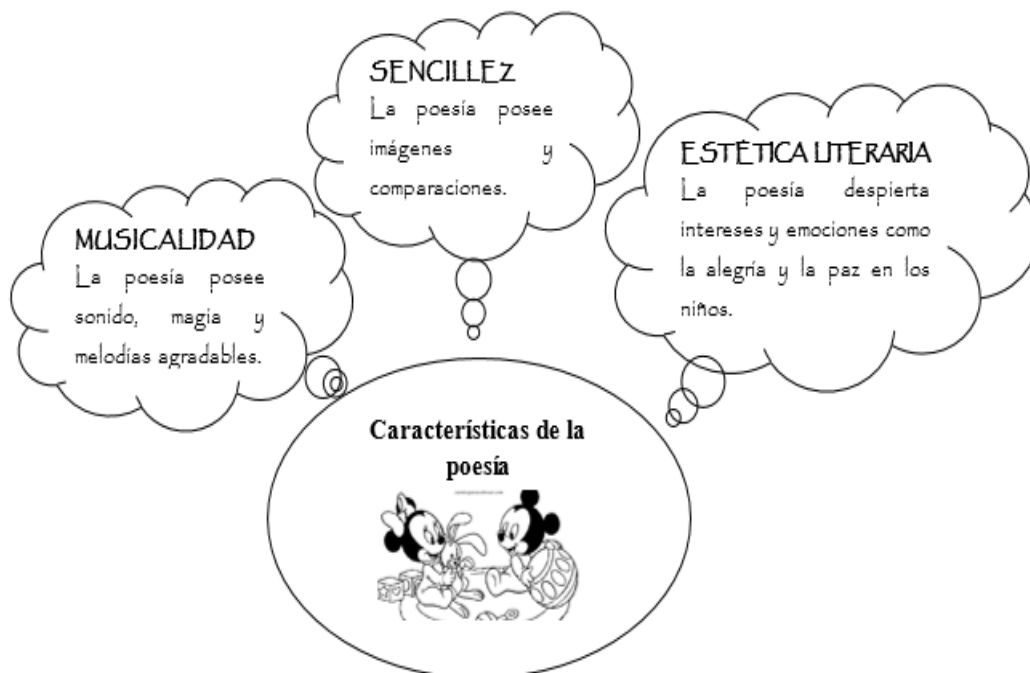 SENCILLEZ
La poesía posee
imágenes y
comparaciones.
ESTÉTICA LITERARIA
La poesía despierta
intereses y emociones como
la alegría y la paz en los
niños.
MUSICALIDAD
La poesía posee
sonido, magia y
melodías agradables.
Características de la
poesía